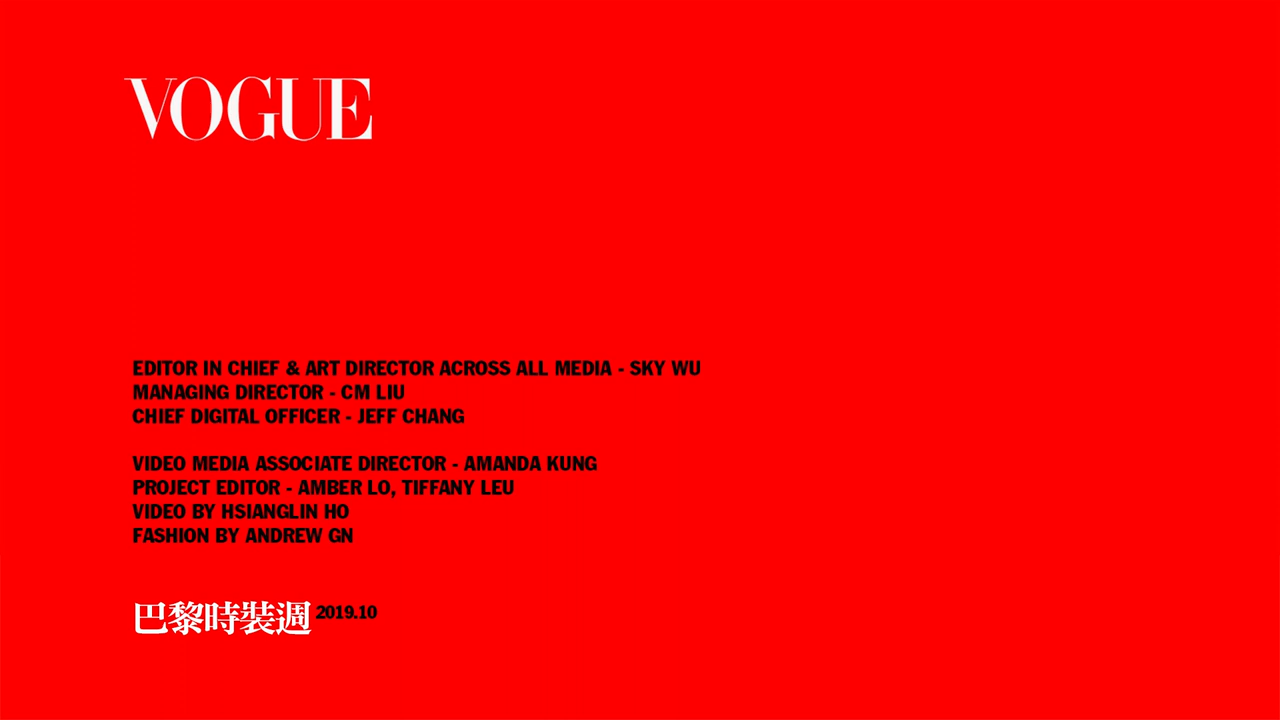 VOGUE
EDITOR IN CHIEF & ART DIRECTOR ACROSS ALL MEDIA - SKY WU
MANAGING DIRECTOR - CM LIU
CHIEF DIGITAL OFFICER - JEFF CHANG
VIDEO MEDIA ASSOCIATE DIRECTOR - AMANDA KUNG
PROJECT EDITOR - AMBER LO, TIFFANY LEU
VIDEO BY HSIANGLIN HO
FASHION BY ANDREW GN
巴黎時裝週 2019.10